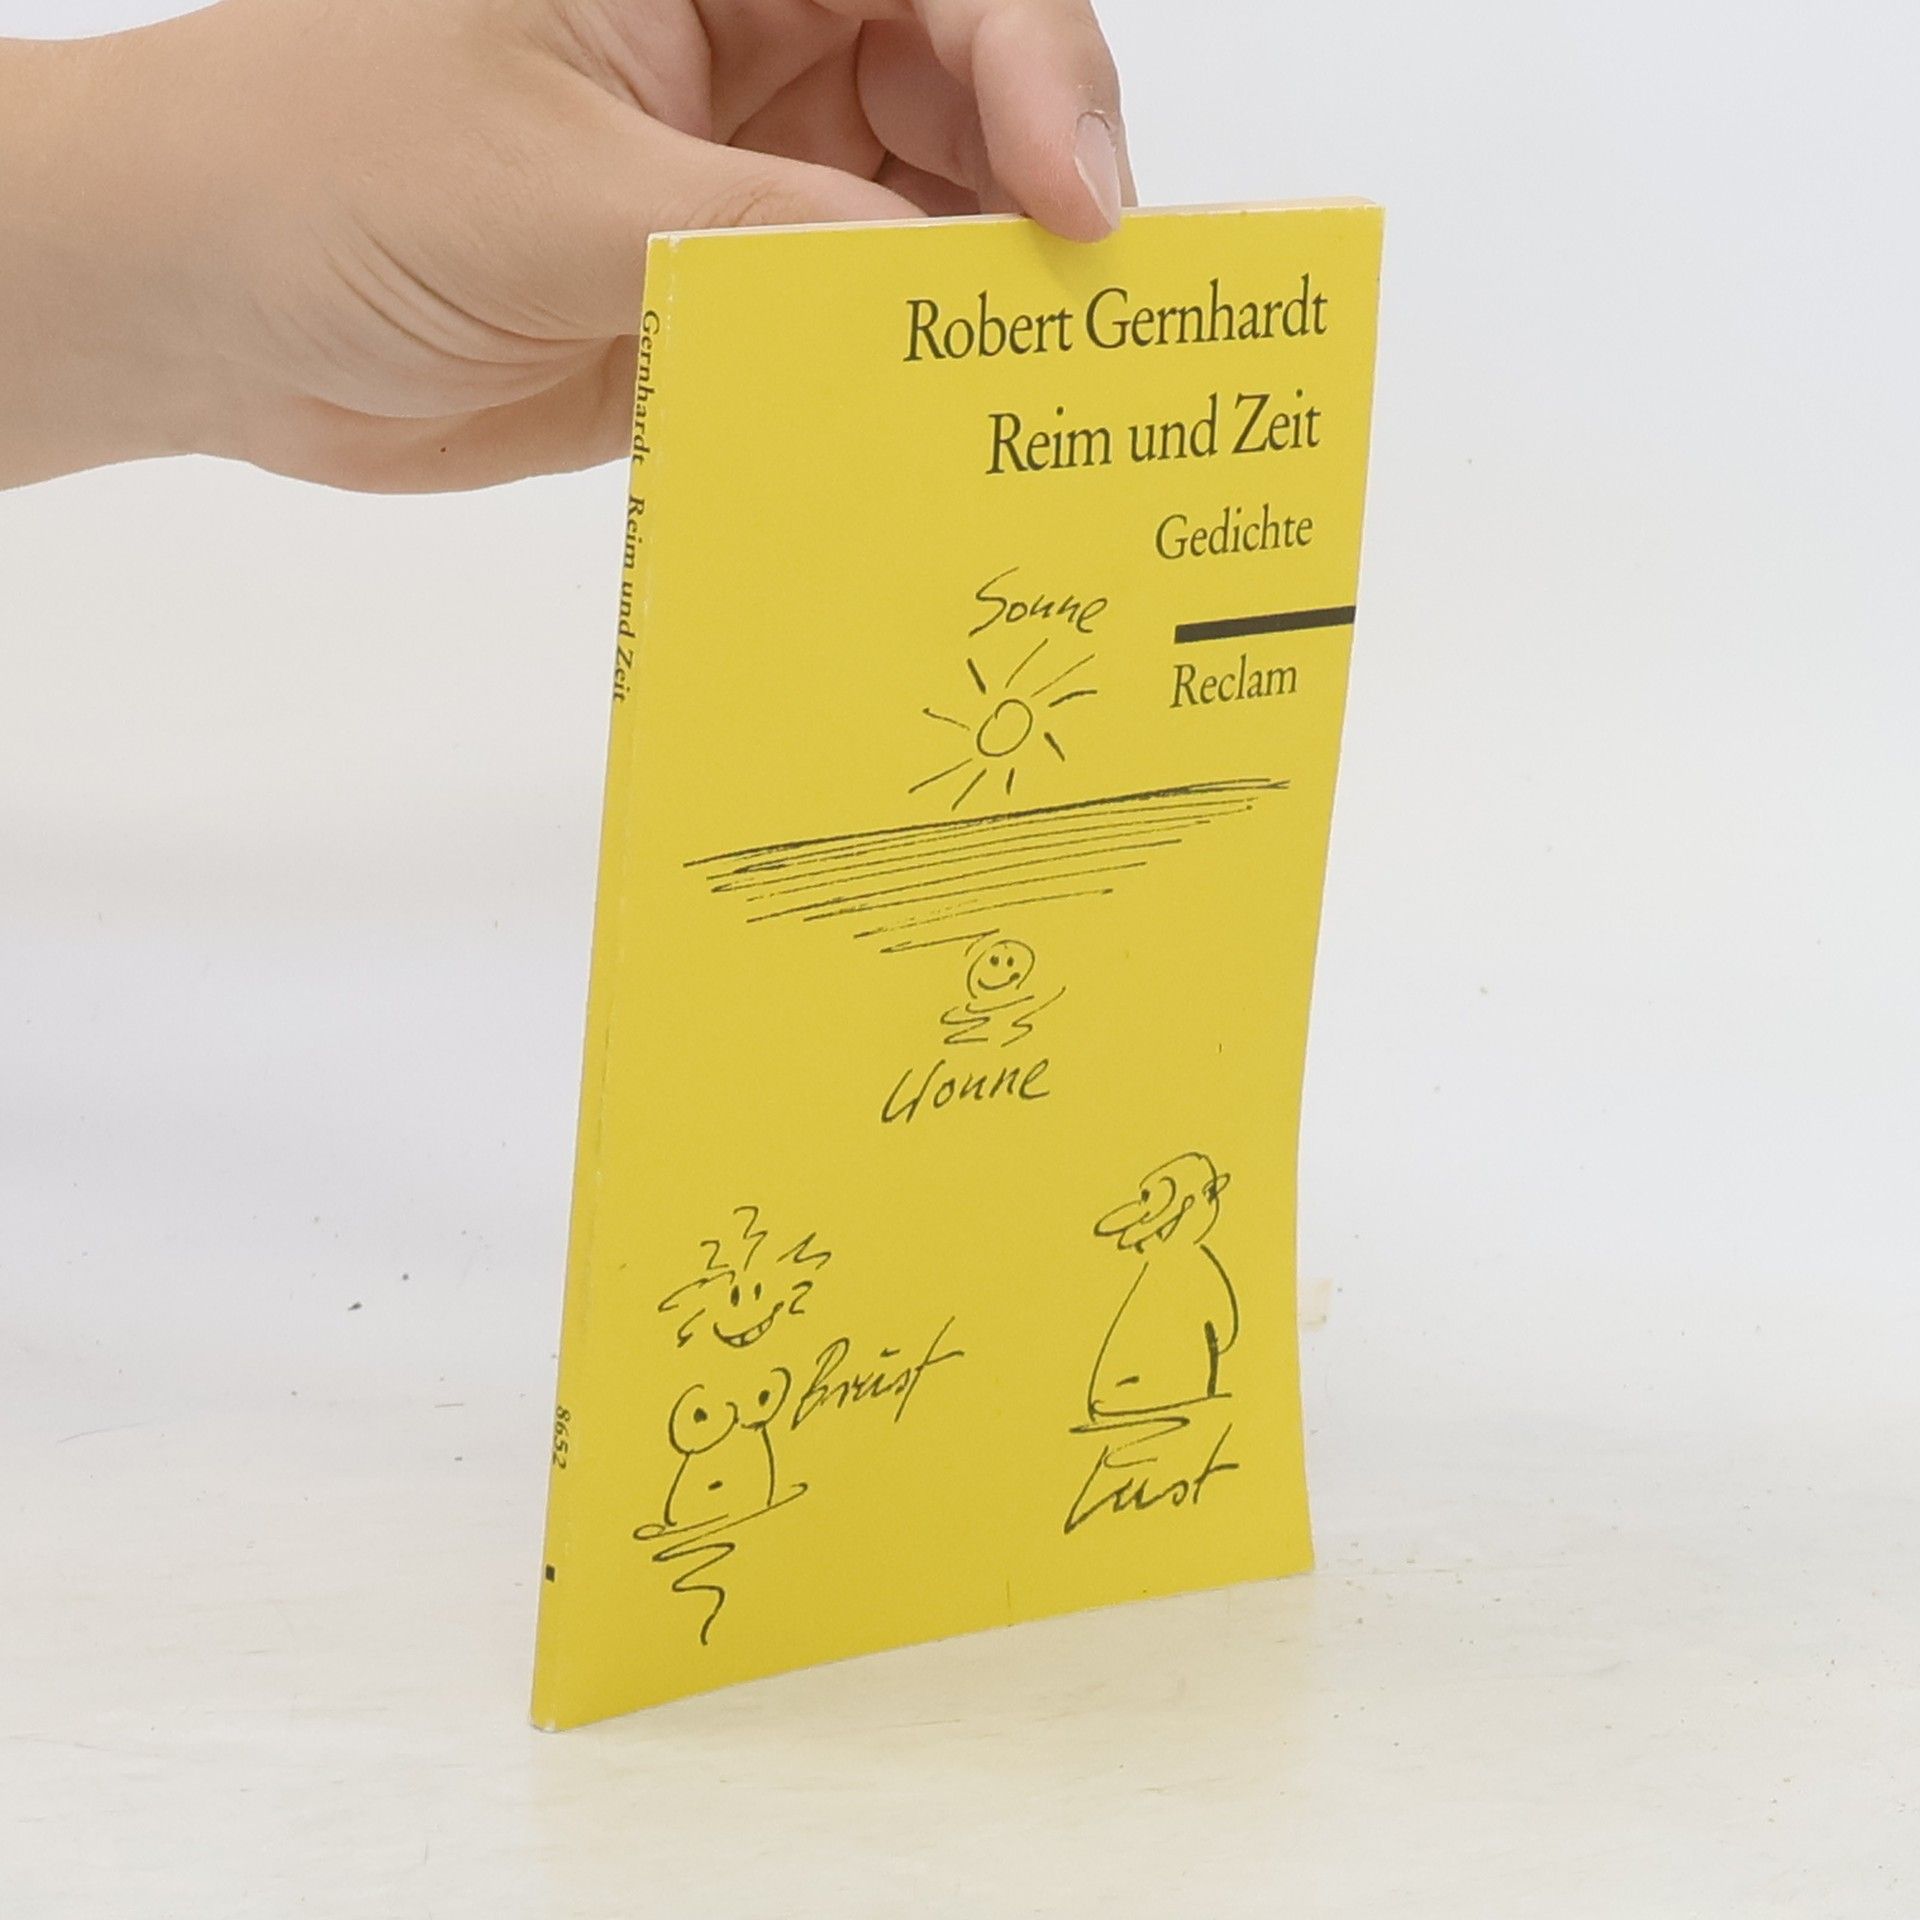 Robert Gernhardt
Reim und Zeit
Gedichte
Reclam
Sonne
Wonne
Brust
Lust
Gernhardt Reim und Zeit
8652